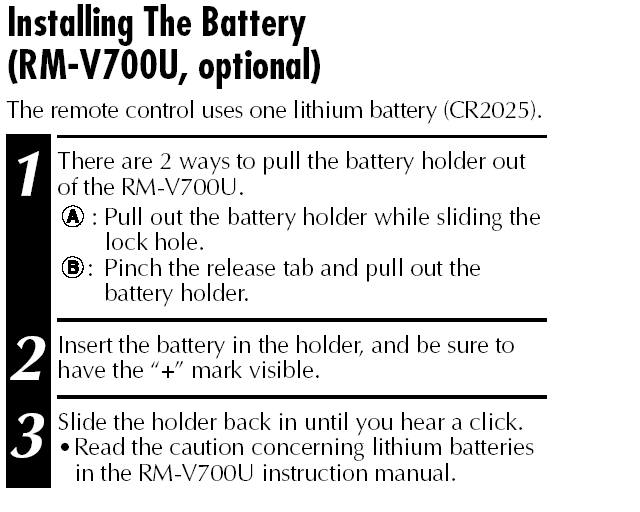 Installing The Battery
(RM-V700U, optional)
The remote control uses one lithium battery (CR2025).
1 There are 2 ways to pull the battery holder out
of the RM-V700U.
Ⓐ : Pull out the battery holder while sliding the
lock hole.
Ⓑ : Pinch the release tab and pull out the
battery holder.
2 Insert the battery in the holder, and be sure to
have the “+” mark visible.
3 Slide the holder back in until you hear a click.
• Read the caution concerning lithium batteries
in the RM-V700U instruction manual.